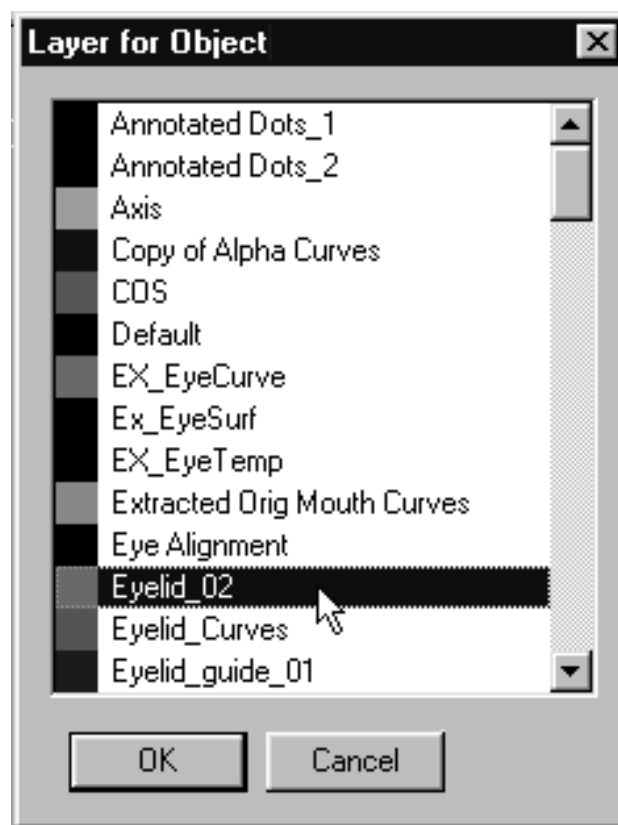 Layer for Object
Annotated Dots_1
Annotated Dots_2
Axis
Copy of Alpha Curves
COS
Default
EX_EyeCurve
Ex_EyeSurf
EX_EyeTemp
Extracted Orig Mouth Curves
Eye Alignment
Eyelid_02
Eyelid_Curves
Eyelid_guide_01
OK Cancel